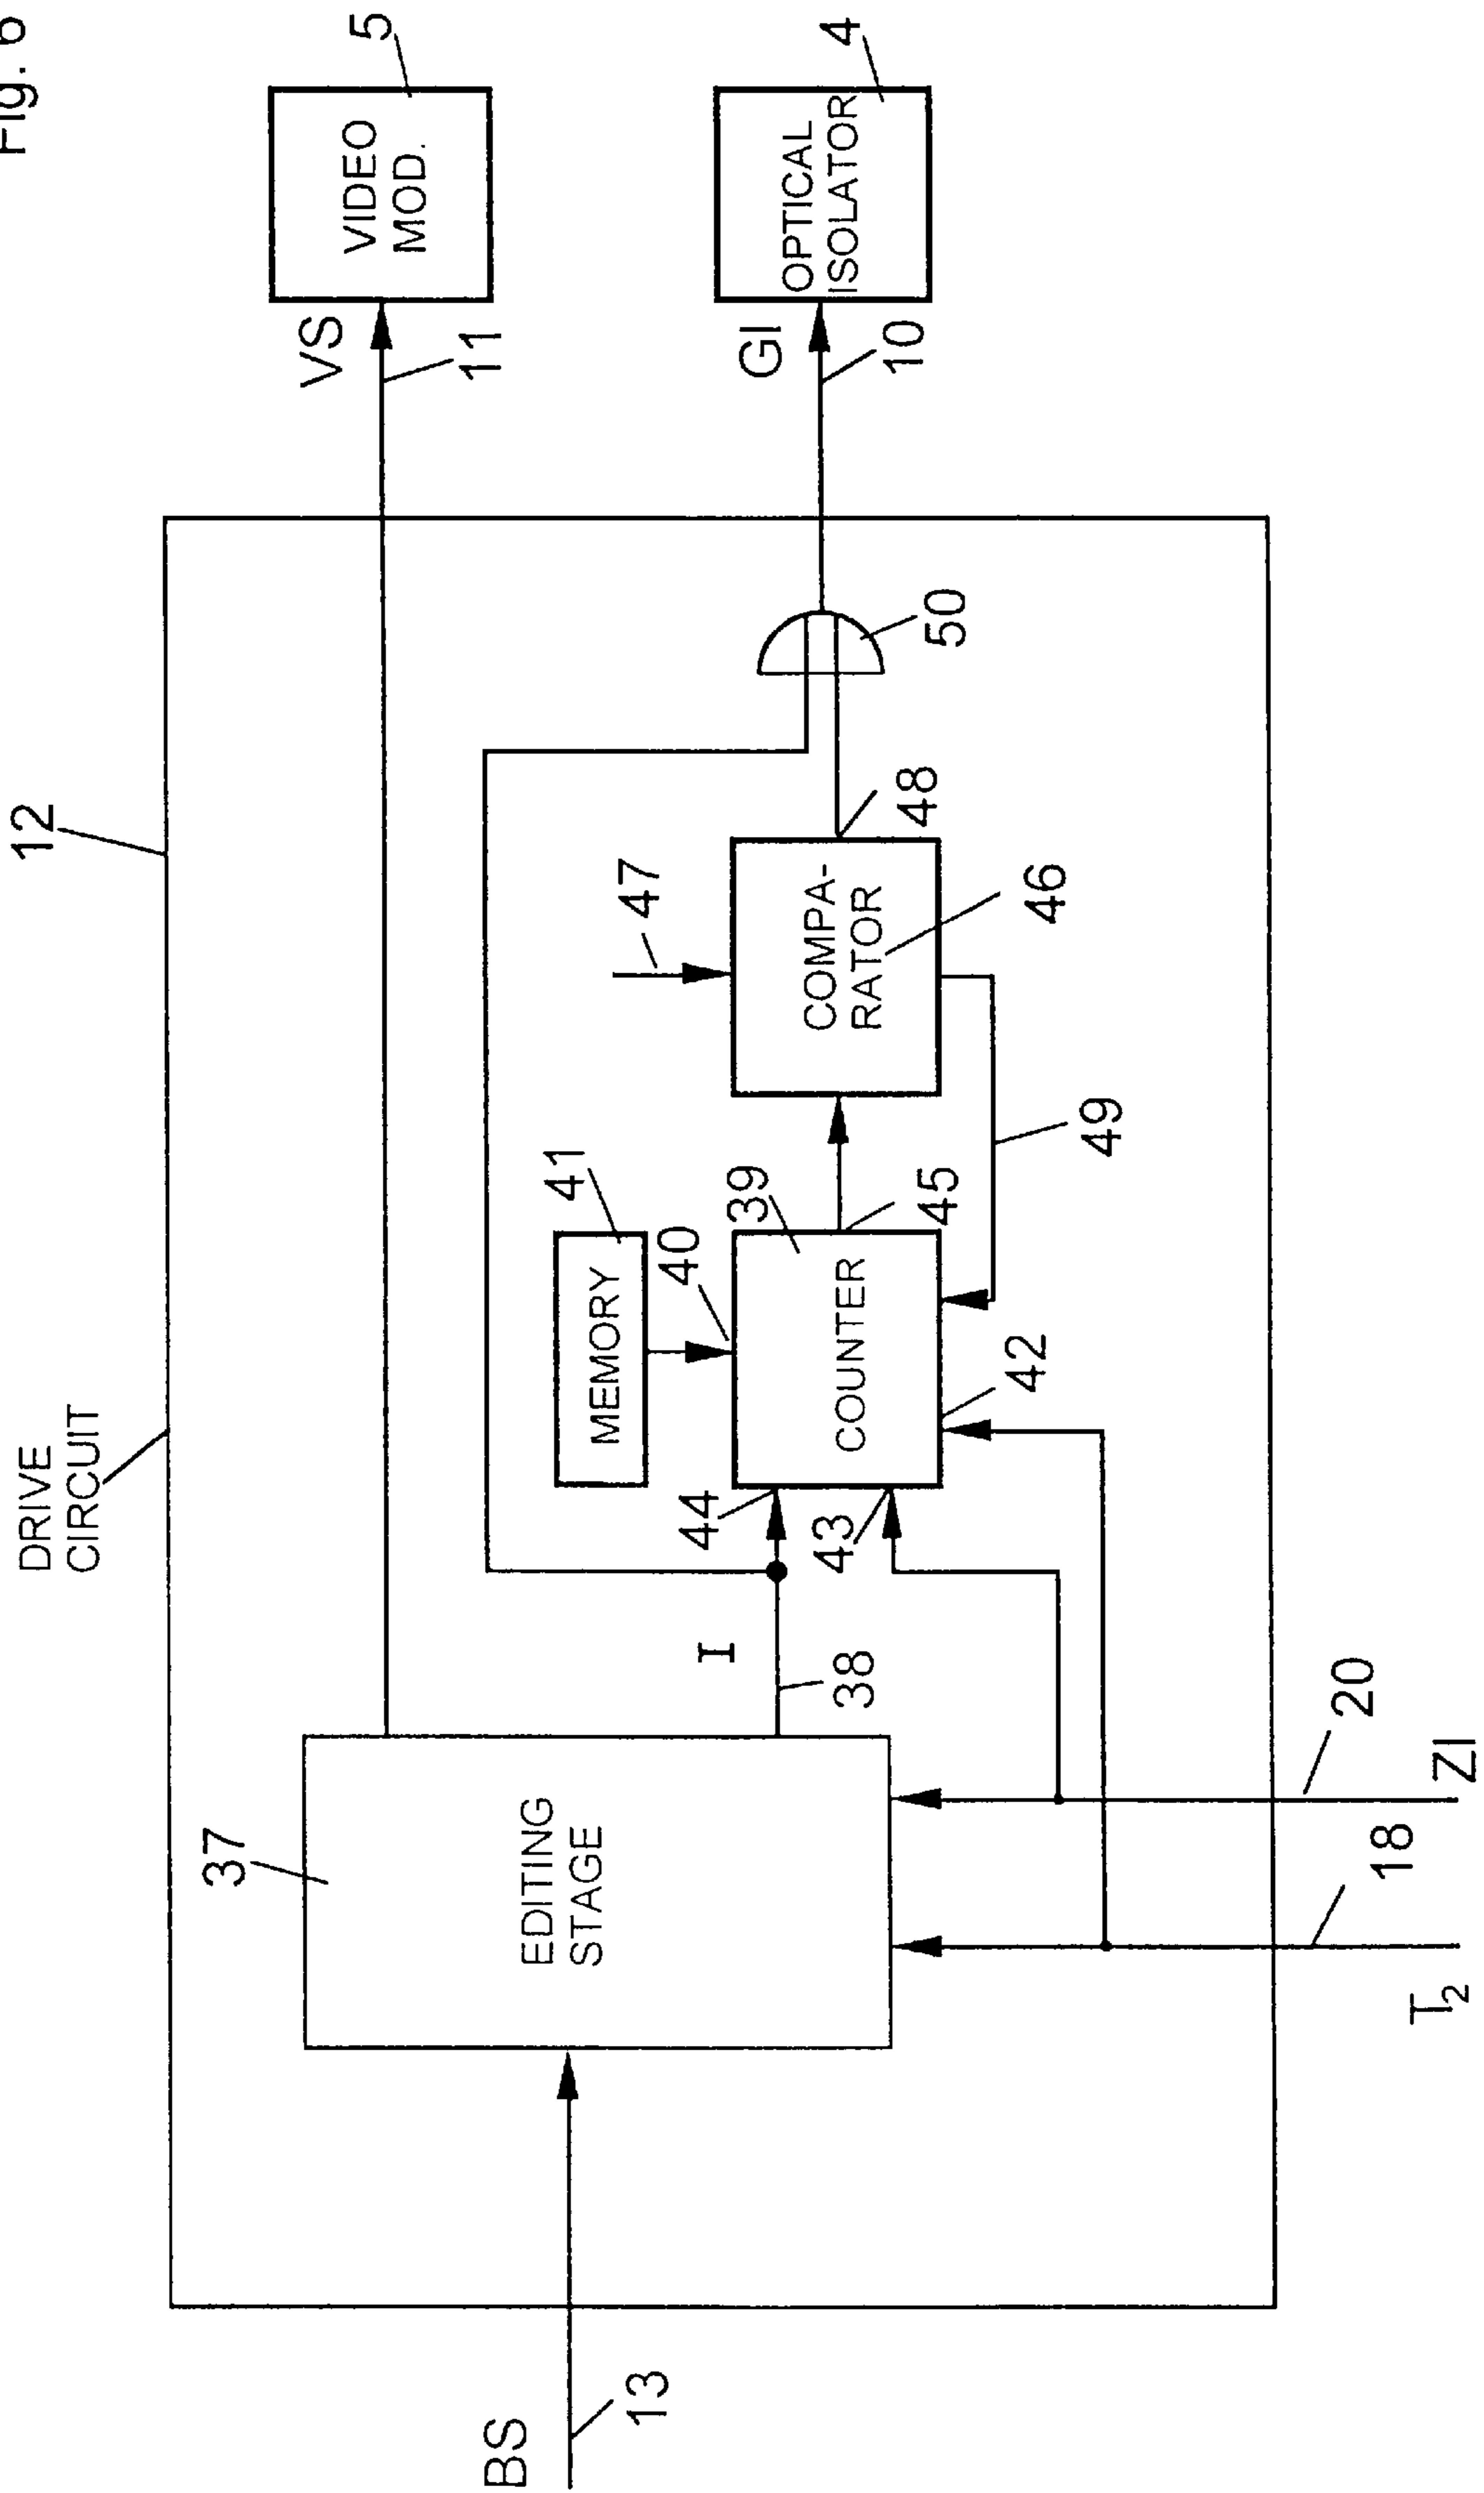 Fig. 6
12
DRIVE
CIRCUIT
5
VIDEO
MOD.
VS
11
4
OPTICAL
ISOLATOR
GI
10
50
48
47
COMPA-
RATOR
46
49
41
MEMORY
40
39
45
COUNTER
42
44
43
I
38
37
EDITING
STAGE
20
ZI
18
T2
BS
13